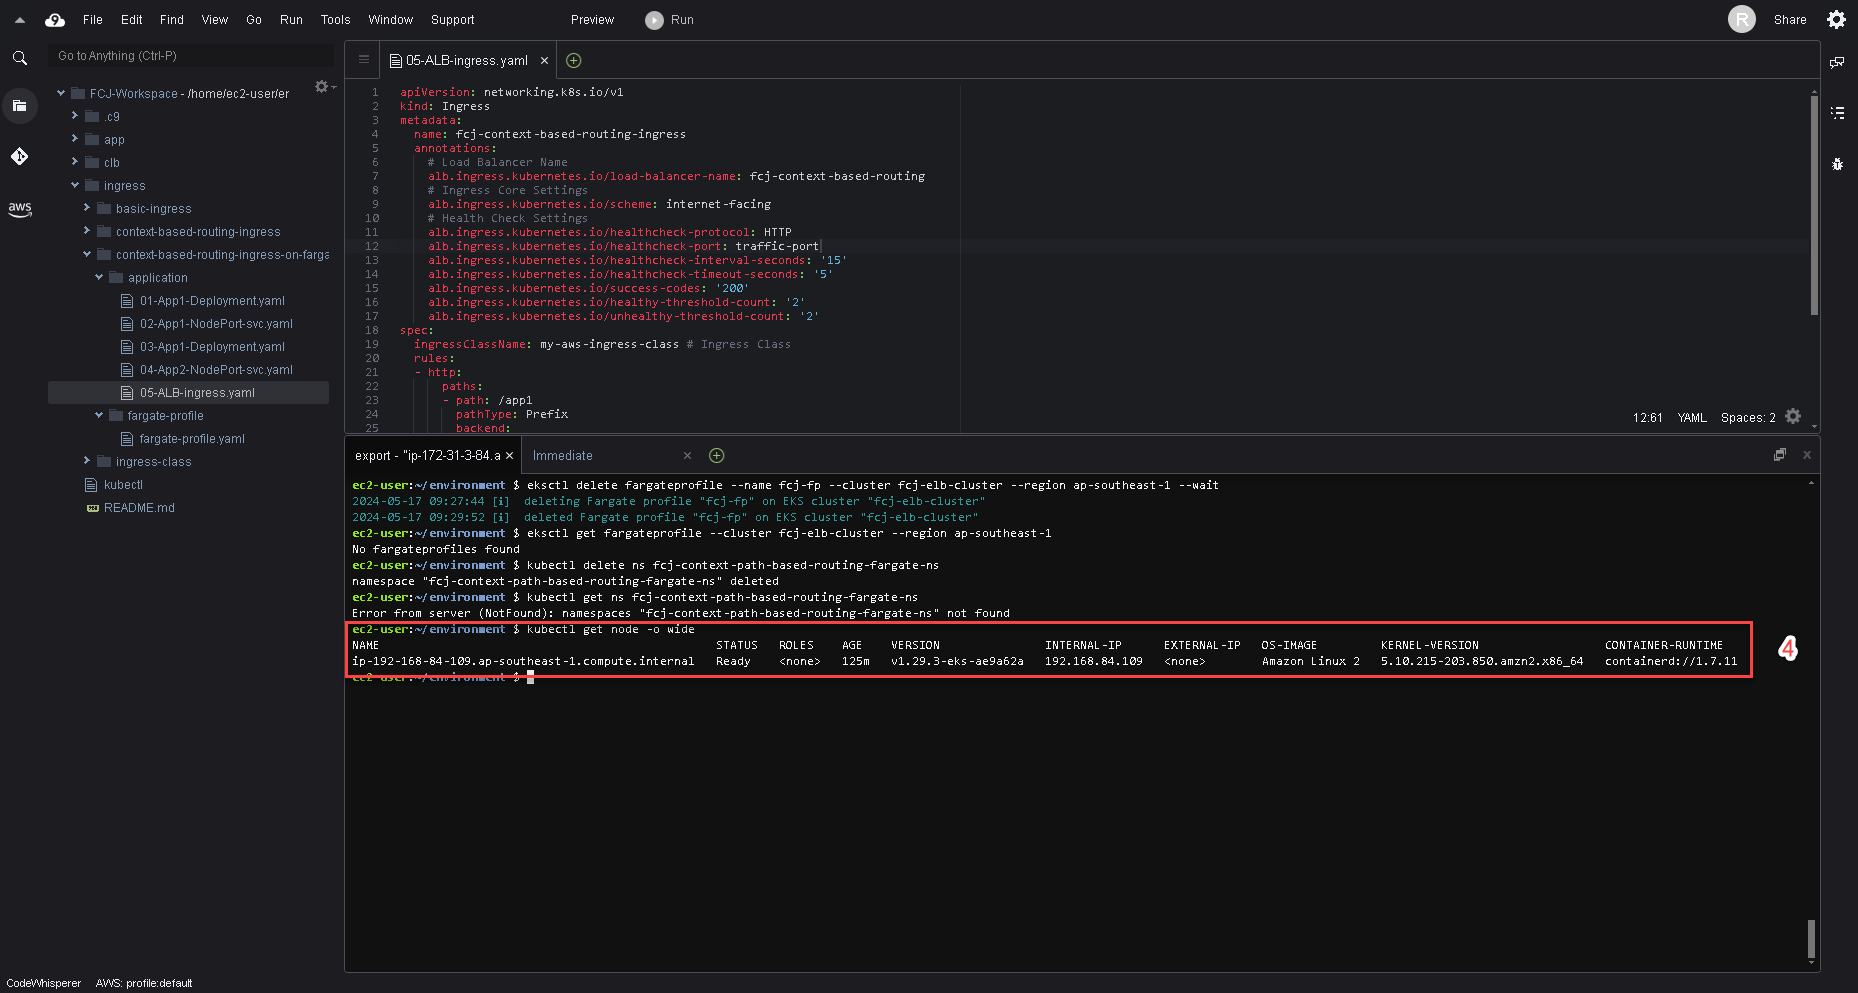 File Edit Find View Go Run Tools Window Support Preview Run R Share
Go to Anything (Ctrl-P)
FCJ-Workspace - /home/ec2-user/er
.c9
app
clb
ingress
basic-ingress
context-based-routing-ingress
context-based-routing-ingress-on-farga
application
01-App1-Deployment.yaml
02-App1-NodePort-svc.yaml
03-App1-Deployment.yaml
04-App2-NodePort-svc.yaml
05-ALB-ingress.yaml
fargate-profile
fargate-profile.yaml
ingress-class
kubectl
README.md
aws
05-ALB-ingress.yaml
1 apiVersion: networking.k8s.io/v1
2 kind: Ingress
3 metadata:
4 name: fcj-context-based-routing-ingress
5 annotations:
6 # Load Balancer Name
7 alb.ingress.kubernetes.io/load-balancer-name: fcj-context-based-routing
8 # Ingress Core Settings
9 alb.ingress.kubernetes.io/scheme: internet-facing
10 # Health Check Settings
11 alb.ingress.kubernetes.io/healthcheck-protocol: HTTP
12 alb.ingress.kubernetes.io/healthcheck-port: traffic-port
13 alb.ingress.kubernetes.io/healthcheck-interval-seconds: '15'
14 alb.ingress.kubernetes.io/healthcheck-timeout-seconds: '5'
15 alb.ingress.kubernetes.io/success-codes: '200'
16 alb.ingress.kubernetes.io/healthy-threshold-count: '2'
17 alb.ingress.kubernetes.io/unhealthy-threshold-count: '2'
18 spec:
19 ingressClassName: my-aws-ingress-class # Ingress Class
20 rules:
21 - http:
22 paths:
23 - path: /app1
24 pathType: Prefix
25 backend:
12:61 YAML Spaces: 2
export - "ip-172-31-3-84.a Immediate
ec2-user:~/environment $ eksctl delete fargateprofile --name fcj-fp --cluster fcj-elb-cluster --region ap-southeast-1 --wait
2024-05-17 09:27:44 [i] deleting Fargate profile "fcj-fp" on EKS cluster "fcj-elb-cluster"
2024-05-17 09:29:52 [i] deleted Fargate profile "fcj-fp" on EKS cluster "fcj-elb-cluster"
ec2-user:~/environment $ eksctl get fargateprofile --cluster fcj-elb-cluster --region ap-southeast-1
No fargateprofiles found
ec2-user:~/environment $ kubectl delete ns fcj-context-path-based-routing-fargate-ns
namespace "fcj-context-path-based-routing-fargate-ns" deleted
ec2-user:~/environment $ kubectl get ns fcj-context-path-based-routing-fargate-ns
Error from server (NotFound): namespaces "fcj-context-path-based-routing-fargate-ns" not found
ec2-user:~/environment $ kubectl get node -o wide
NAME STATUS ROLES AGE VERSION INTERNAL-IP EXTERNAL-IP OS-IMAGE KERNEL-VERSION CONTAINER-RUNTIME
ip-192-168-84-109.ap-southeast-1.compute.internal Ready <none> 125m v1.29.3-eks-ae9a62a 192.168.84.109 <none> Amazon Linux 2 5.10.215-203.850.amzn2.x86_64 containerd://1.7.11
ec2-user:~/environment $
4
CodeWhisperer AWS: profile:default